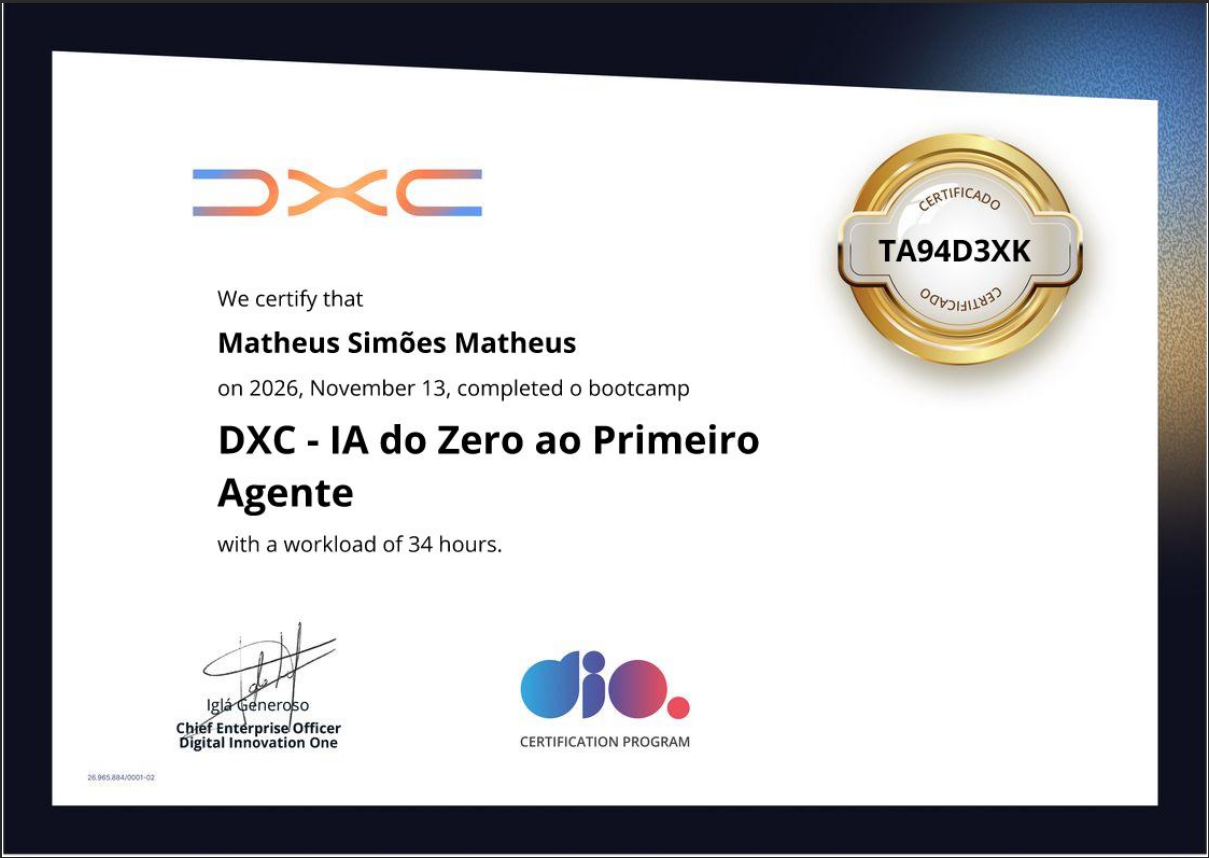 DXC
CERTIFICADO
TA94D3XK
CERTIFICADO
We certify that
Matheus Simões Matheus
on 2026, November 13, completed o bootcamp
DXC - IA do Zero ao Primeiro
Agente
with a workload of 34 hours.
Iglá Generoso
Chief Enterprise Officer
Digital Innovation One
dio.
CERTIFICATION PROGRAM
26.965.884/0001-02